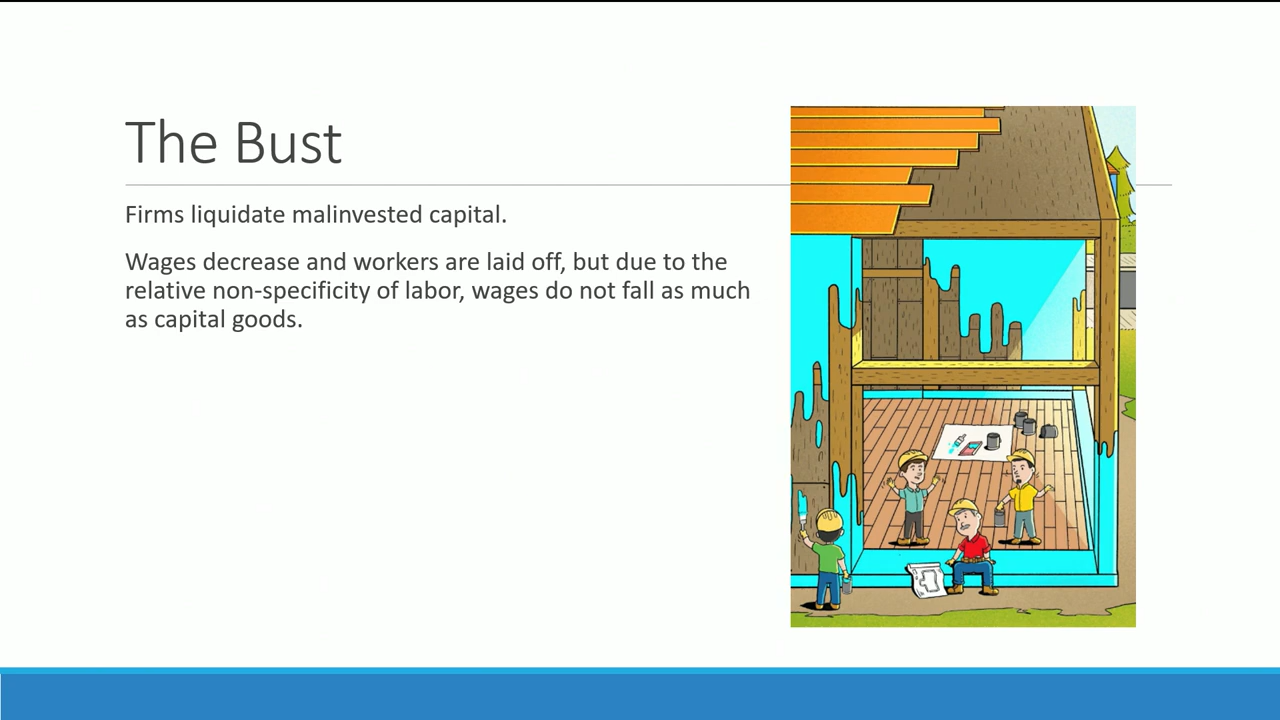 The Bust
Firms liquidate malinvested capital.
Wages decrease and workers are laid off, but due to the
relative non-specificity of labor, wages do not fall as much
as capital goods.